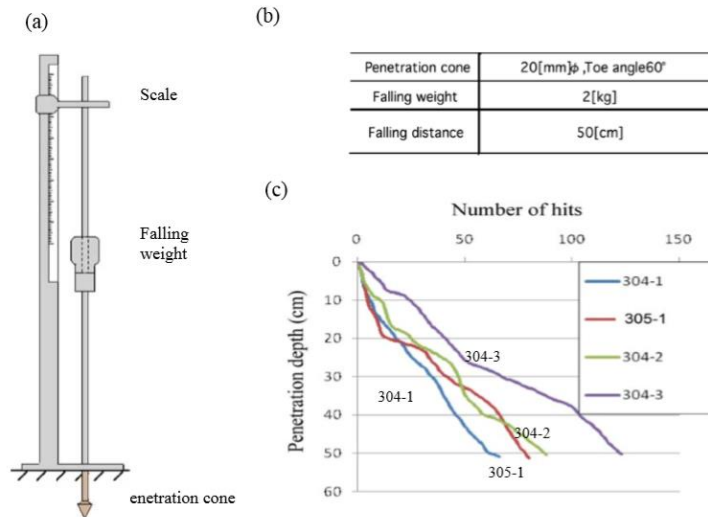 (a)
Scale
Falling
weight
enetration cone
(b)
Penetration cone 20[mm]φ ,Toe angle60°
Falling weight 2[kg]
Falling distance 50[cm]
(c)
Number of hits
0 50 100 150
Penetration depth (cm)
0
10
20
30
40
50
60
304-1
305-1
304-2
304-3
304-3
304-1
304-2
305-1